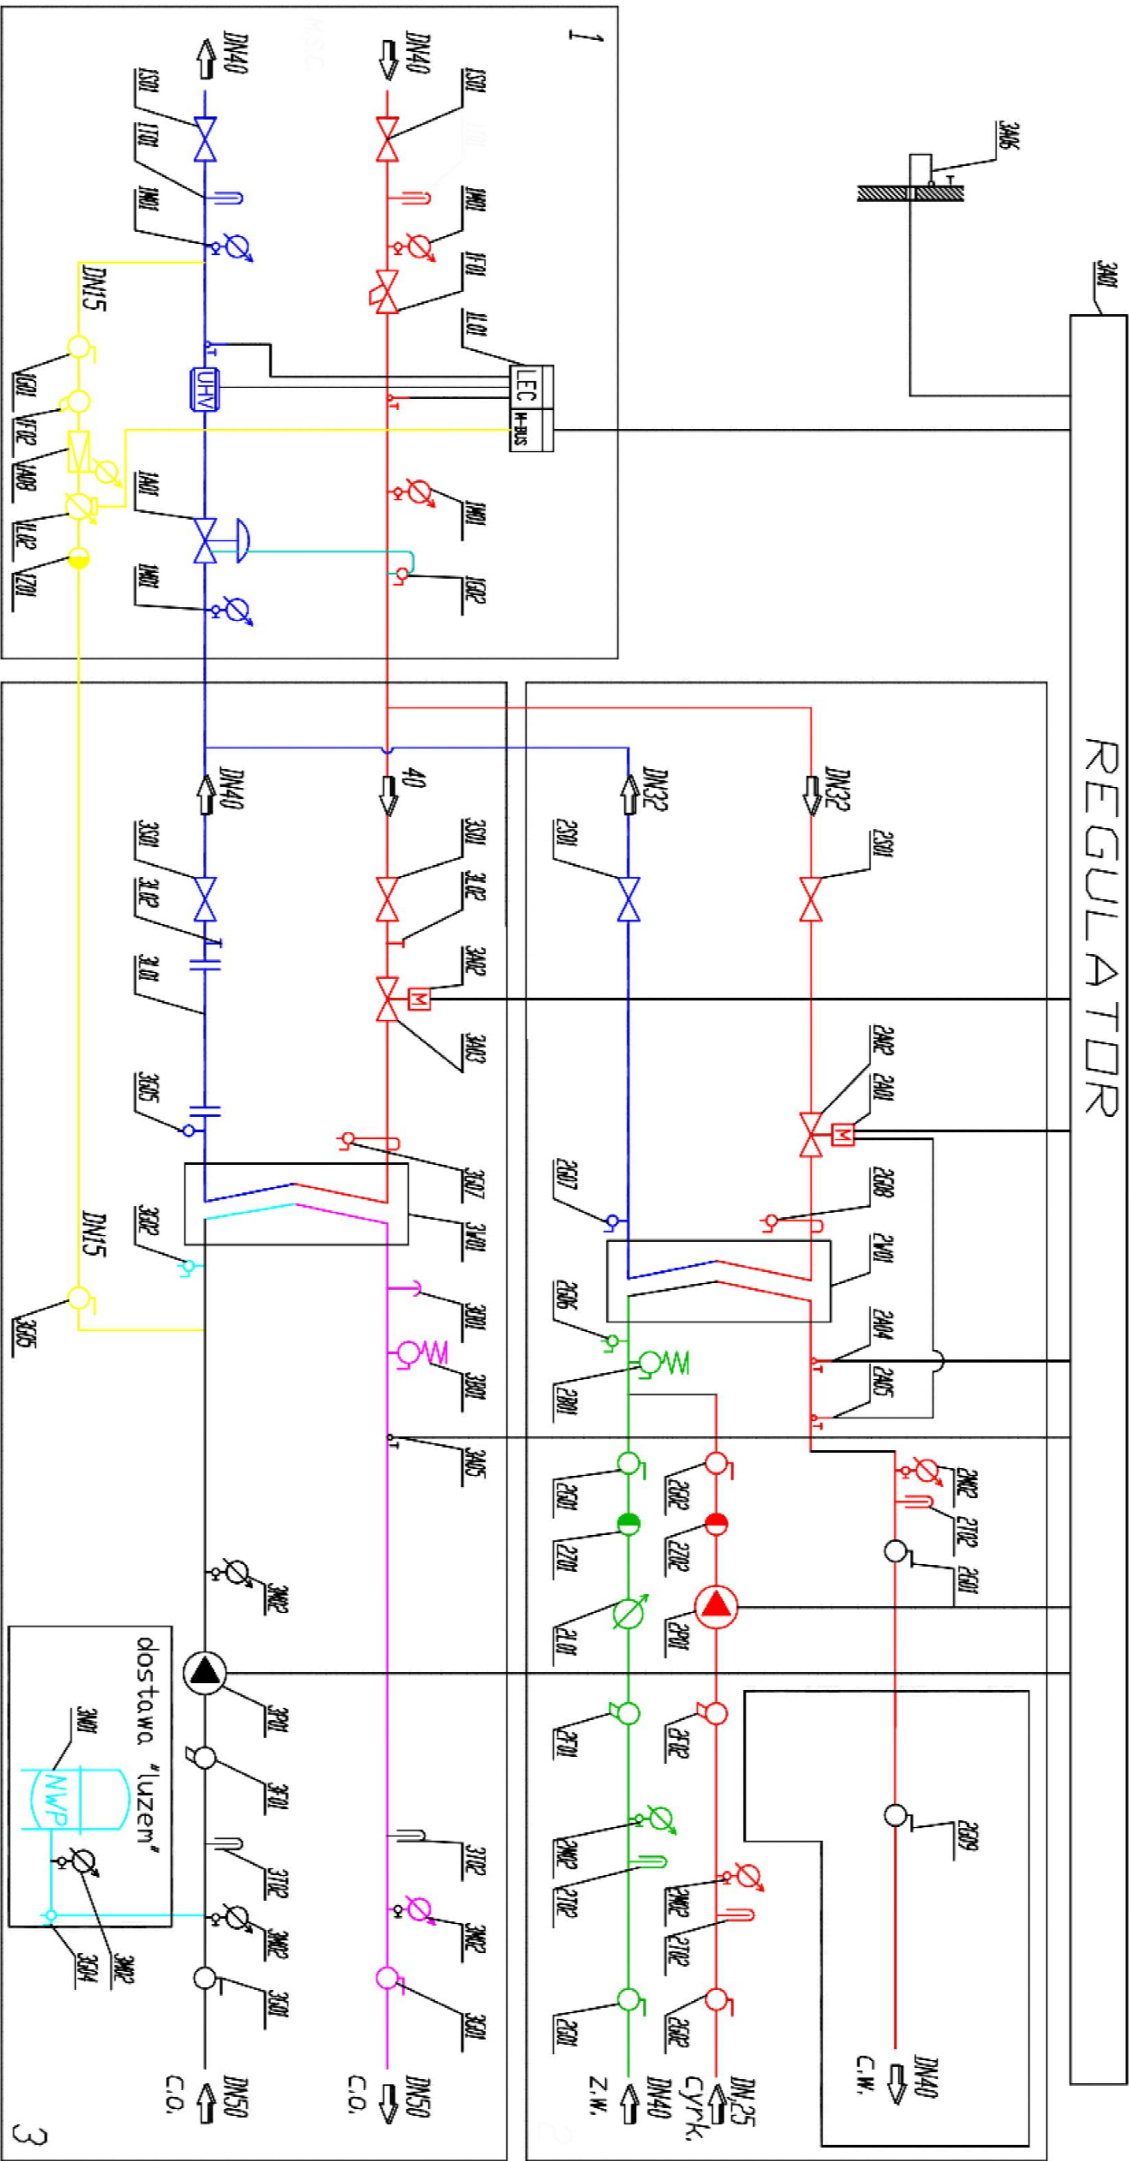 REGULATOR
3A01
3A06
1
DN40
1S01
1M01
1F01
1L01
LEC
M-BUS
1M01
1G02
DN40
1S01
1T01
1M01
UHV
1A01
1M01
DN15
1G01
1F02
1A08
1L02
1Z01
DN32
2S01
2A02
2A01
2G08
2W01
2A04
2A05
2M02
2T02
2G01
2G09
DN40
C.W.
DN32
2S01
M
2G07
2G06
2B01
2G02
2Z02
2P01
2F02
2M02
2T02
2G02
DN25
Cyrk.
2G01
2Z01
2L01
2F01
2M02
2T02
2G01
DN40
Z.W.
2
40
3S01
3L02
3A02
M
3A03
3G07
3W01
3D01
3B01
3A05
3T02
3M02
3G01
DN50
C.O.
DN40
3S01
3L02
3L01
3G05
3G02
3M02
3P01
3F01
3T02
3M02
3G01
DN50
C.O.
DN15
3G06
dostawa "luzem"
3N01
NWP
3M02
3G04
3